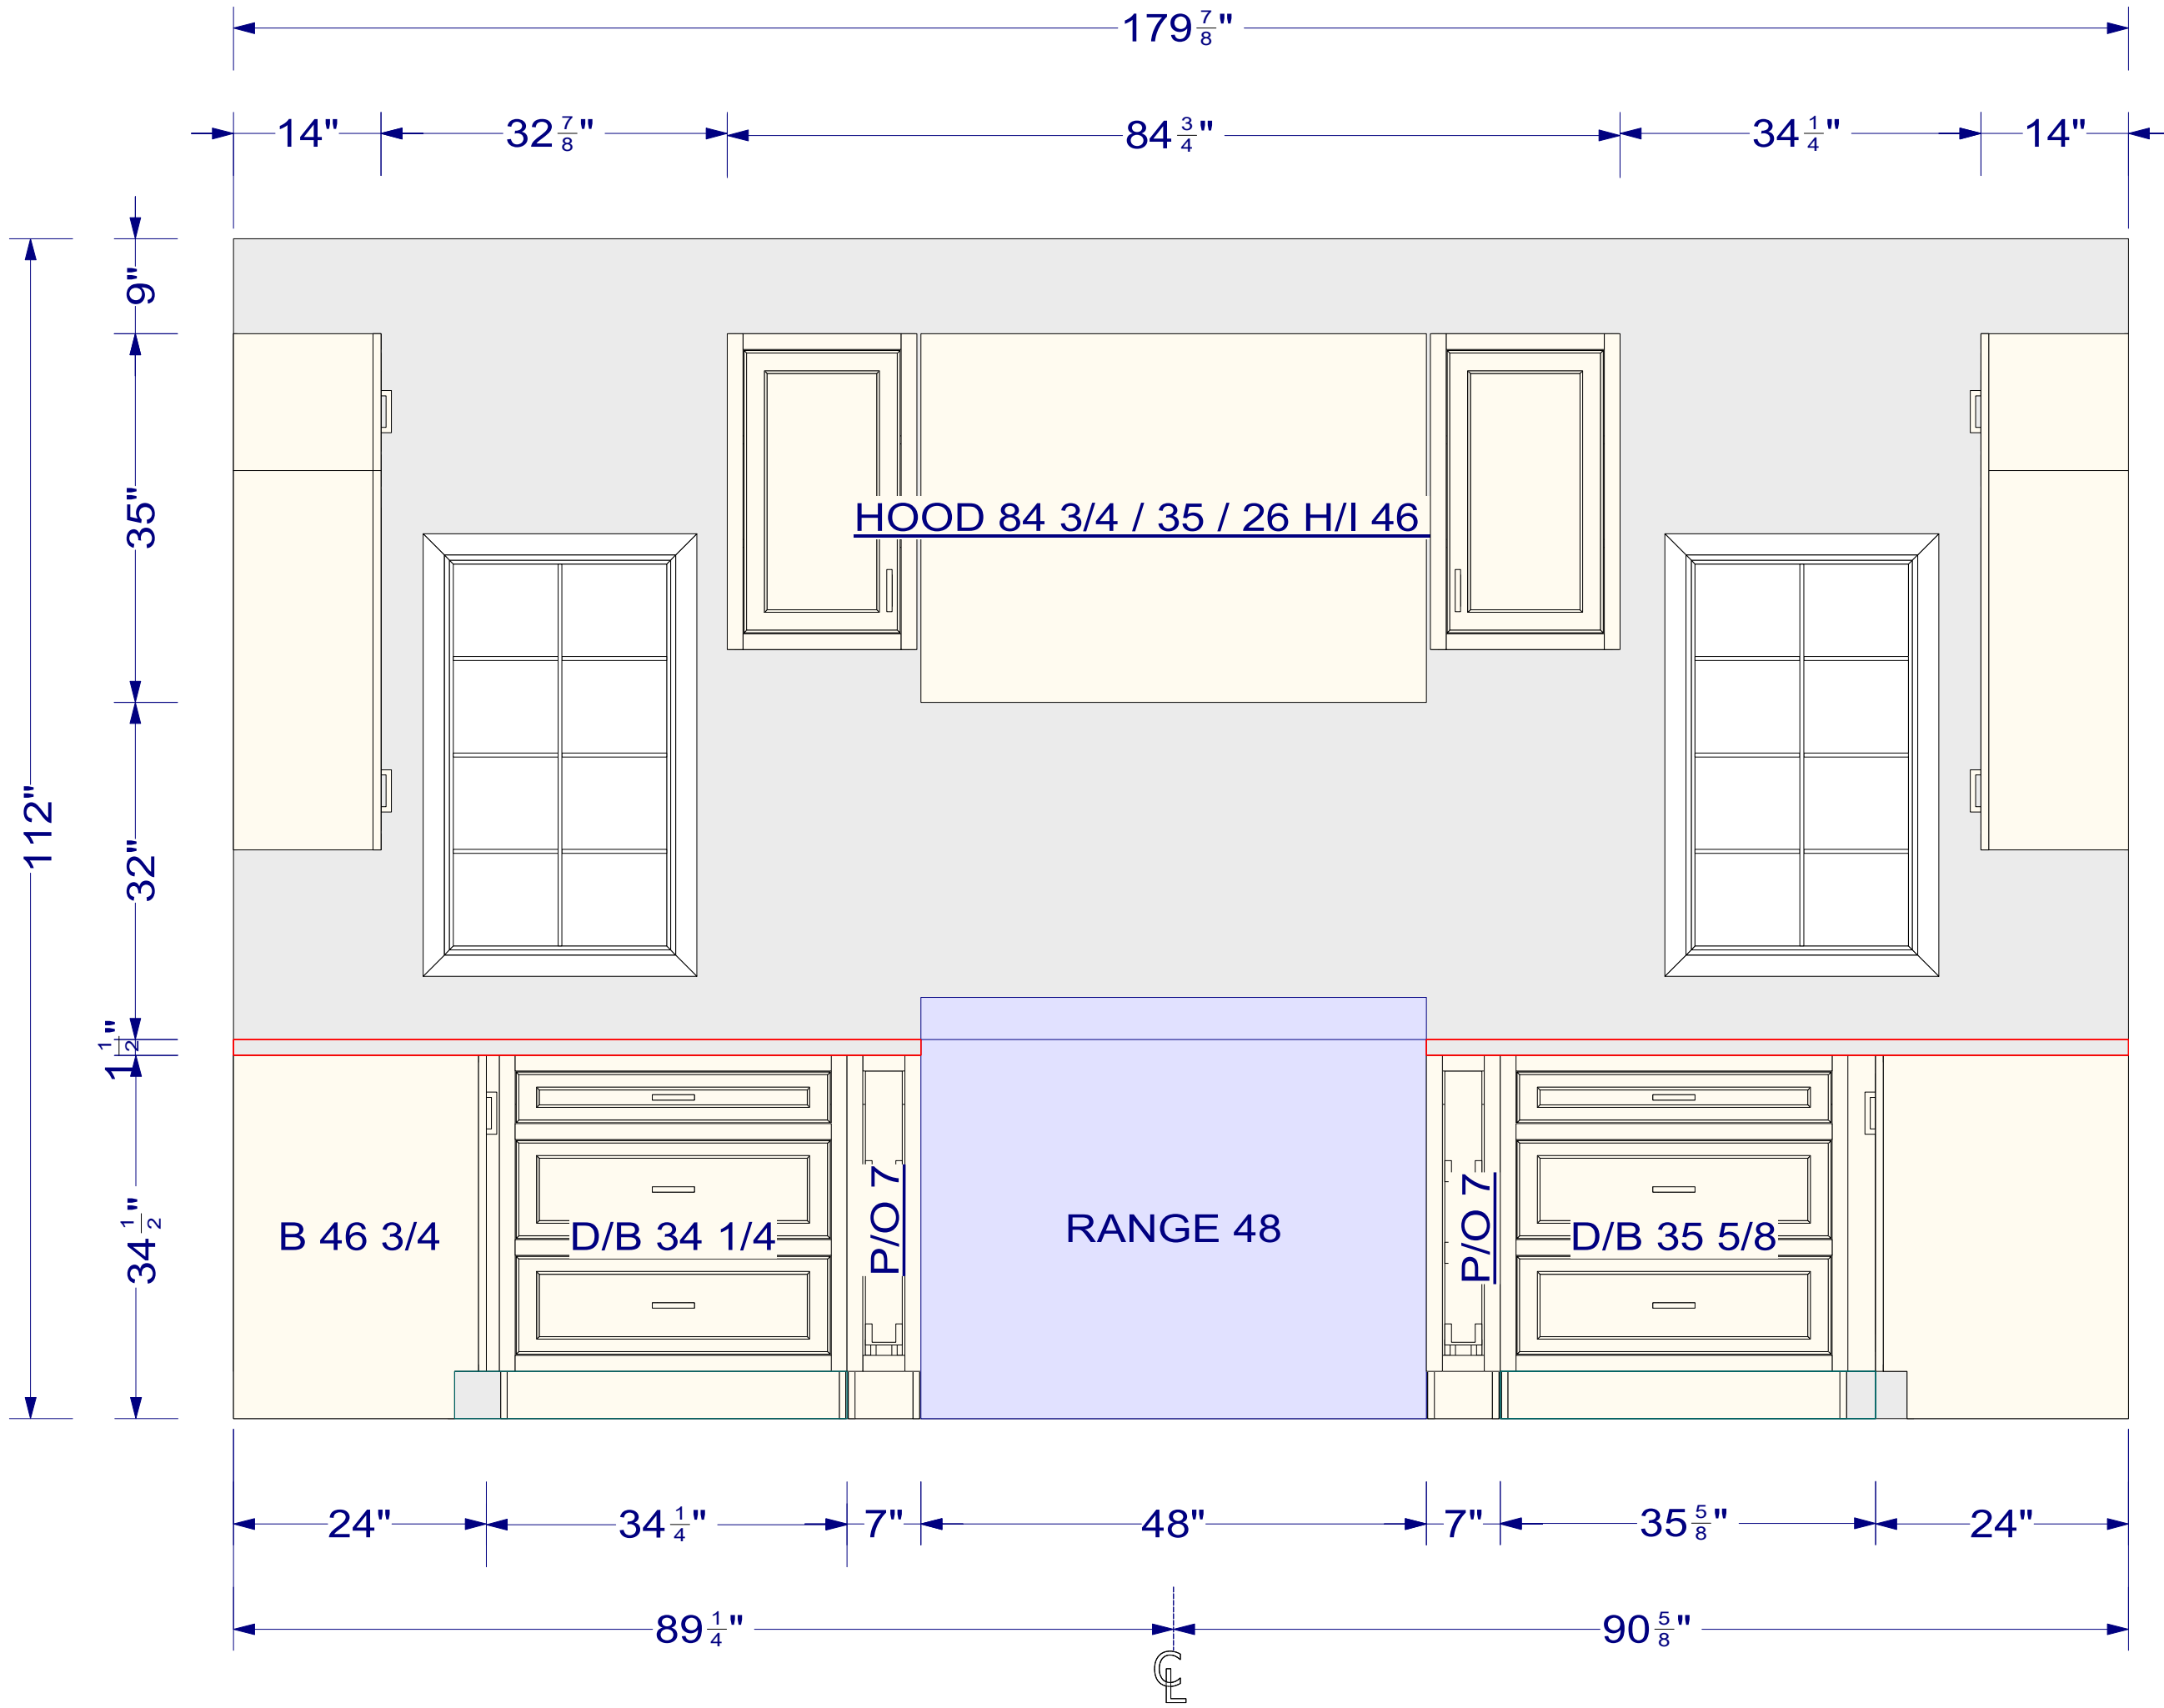 179 7/8"
14"
32 7/8"
84 3/4"
34 1/4"
14"
9"
35"
HOOD 84 3/4 / 35 / 26 H/I 46
112"
32"
1 1/2"
34 1/2"
B 46 3/4
D/B 34 1/4
P/O 7
RANGE 48
P/O 7
D/B 35 5/8
24"
34 1/4"
7"
48"
7"
35 5/8"
24"
89 1/4"
90 5/8"
CL